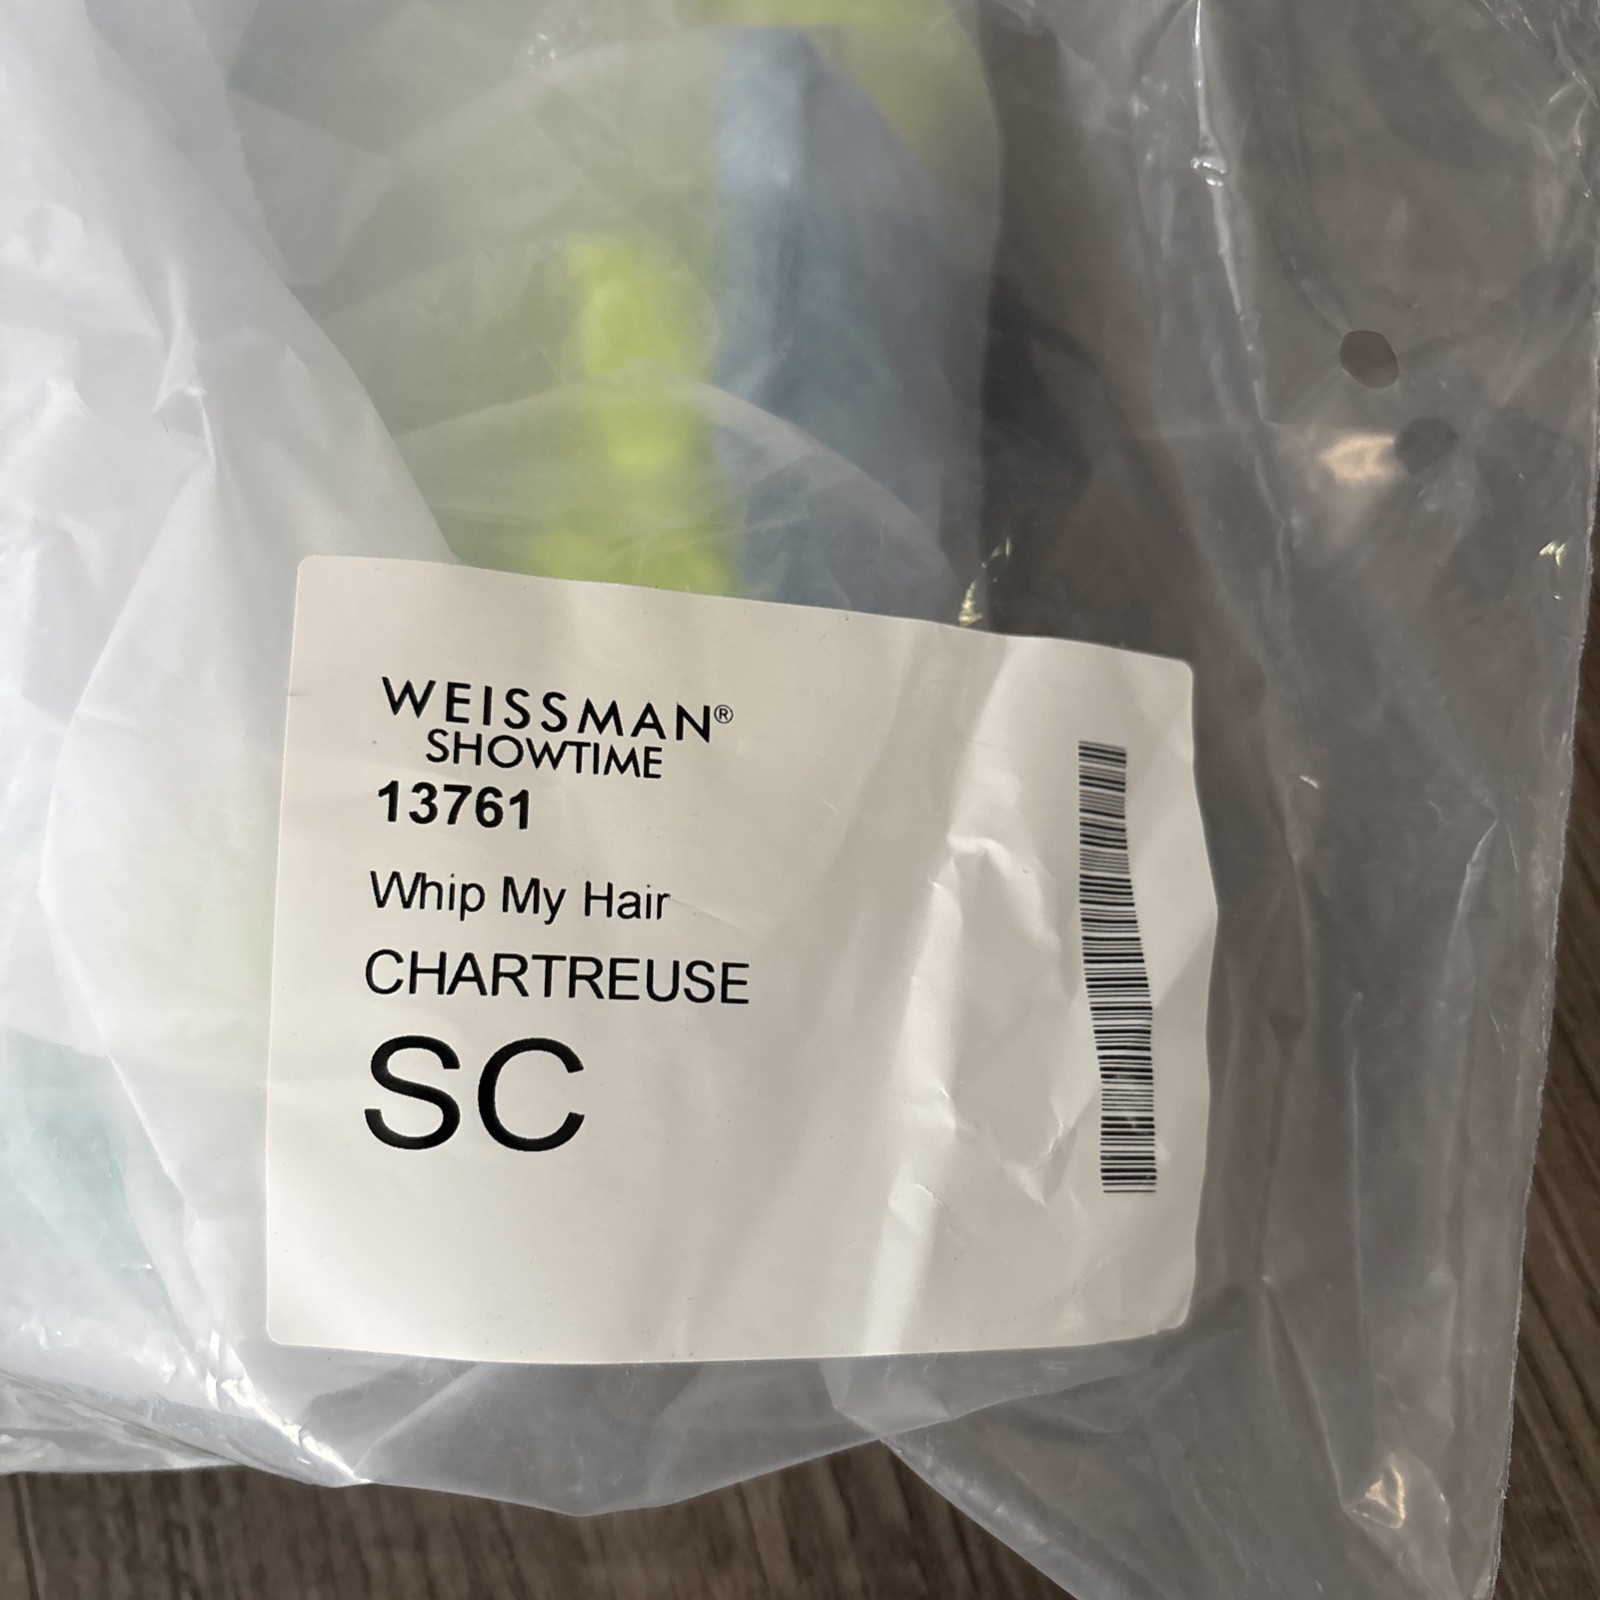 WEISSMAN®
SHOWTIME
13761
Whip My Hair
CHARTREUSE
SC